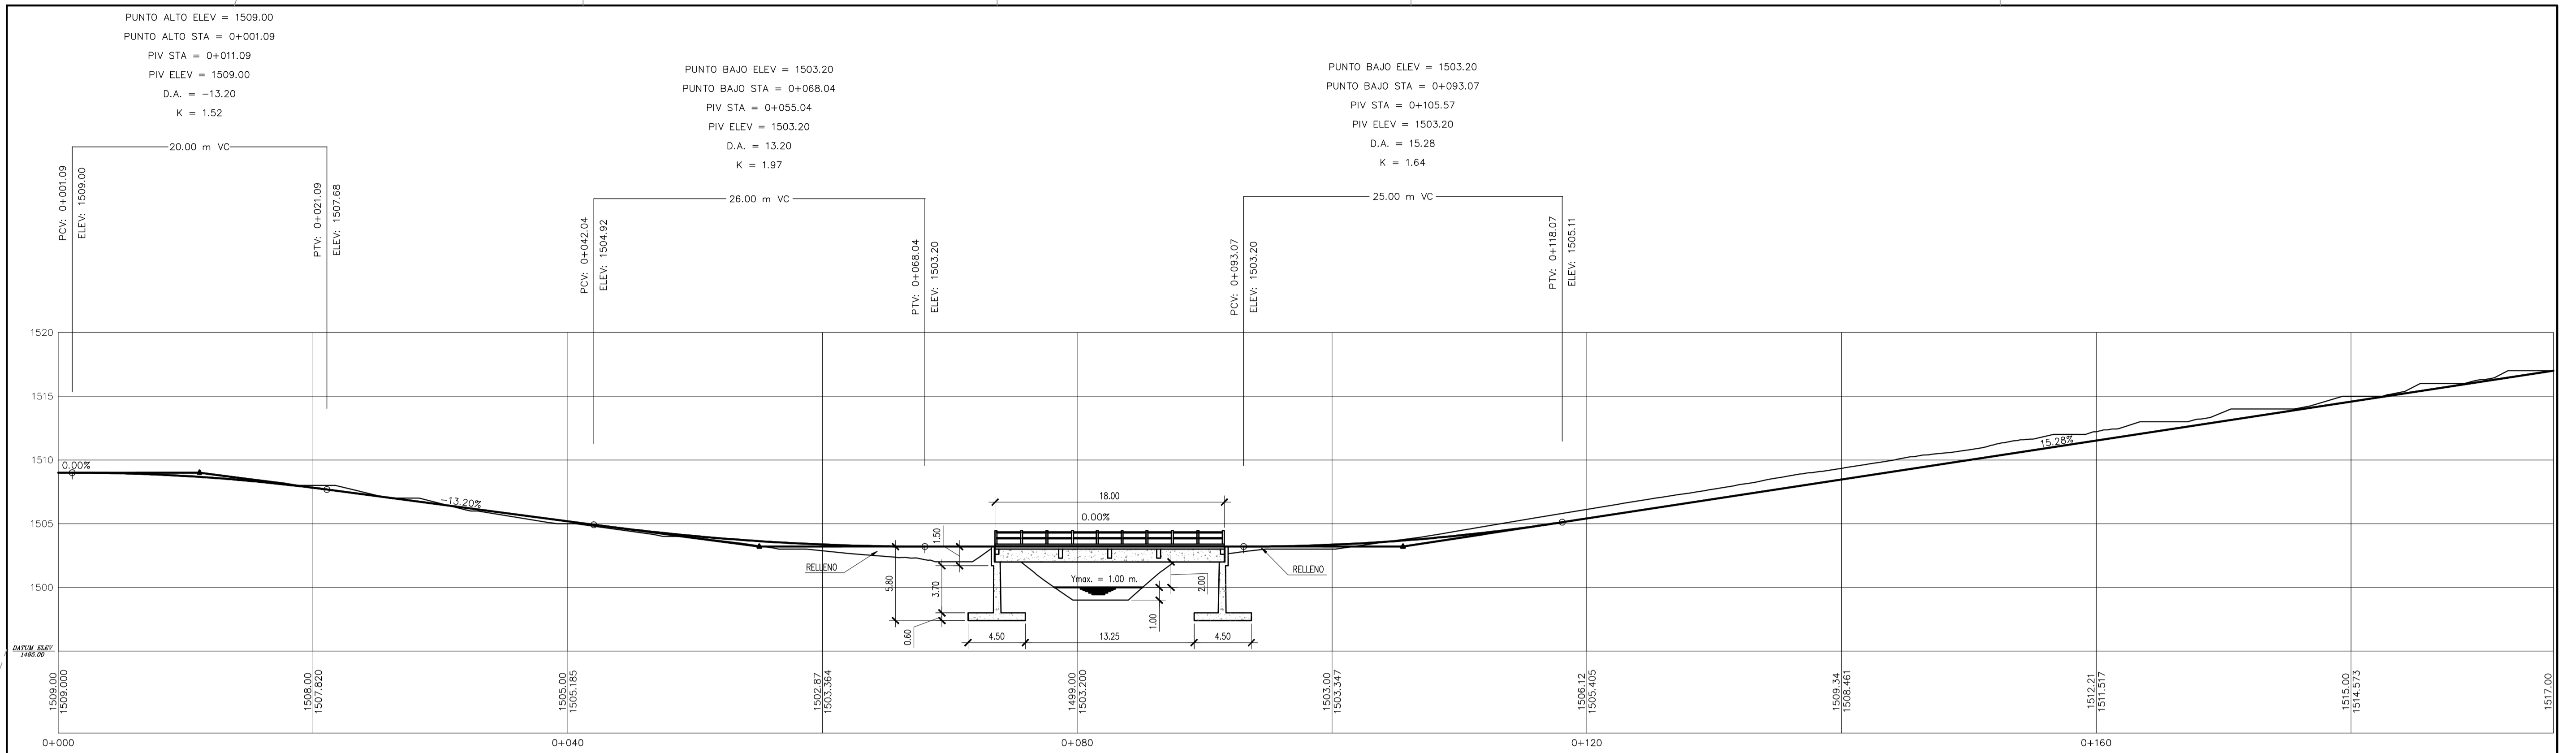 PUNTO ALTO ELEV = 1509.00
PUNTO ALTO STA = 0+001.09
PIV STA = 0+011.09
PIV ELEV = 1509.00
D.A. = -13.20
K = 1.52
20.00 m VC
PCV: 0+001.09
ELEV: 1509.00
PTV: 0+021.09
ELEV: 1507.68
PUNTO BAJO ELEV = 1503.20
PUNTO BAJO STA = 0+068.04
PIV STA = 0+055.04
PIV ELEV = 1503.20
D.A. = 13.20
K = 1.97
26.00 m VC
PCV: 0+042.04
ELEV: 1504.92
PTV: 0+068.04
ELEV: 1503.20
PUNTO BAJO ELEV = 1503.20
PUNTO BAJO STA = 0+093.07
PIV STA = 0+105.57
PIV ELEV = 1503.20
D.A. = 15.28
K = 1.64
25.00 m VC
PCV: 0+093.07
ELEV: 1503.20
PTV: 0+118.07
ELEV: 1505.11
1520
1515
1510
1505
1500
DATUM ELEV
1495.00
0.00%
-13.20%
0.00%
15.28%
18.00
1.50
5.80
3.70
0.60
RELLENO
RELLENO
Ymax. = 1.00 m.
2.00
1.00
4.50
13.25
4.50
1509.00
1509.000
1508.00
1507.820
1505.00
1505.185
1502.87
1503.364
1499.00
1503.200
1503.00
1503.347
1506.12
1505.405
1509.34
1508.461
1512.21
1511.517
1515.00
1514.573
1517.00
0+000
0+040
0+080
0+120
0+160